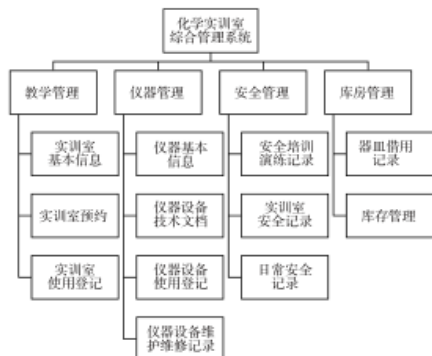 化学实训室
综合管理系统
教学管理
仪器管理
安全管理
库房管理
实训室
基本信息
仪器基本
信息
安全培训
演练记录
器皿借用
记录
实训室预约
仪器设备
技术文档
实训室
安全记录
库存管理
实训室
使用登记
仪器设备
使用登记
日常安全
记录
仪器设备维
护维修记录